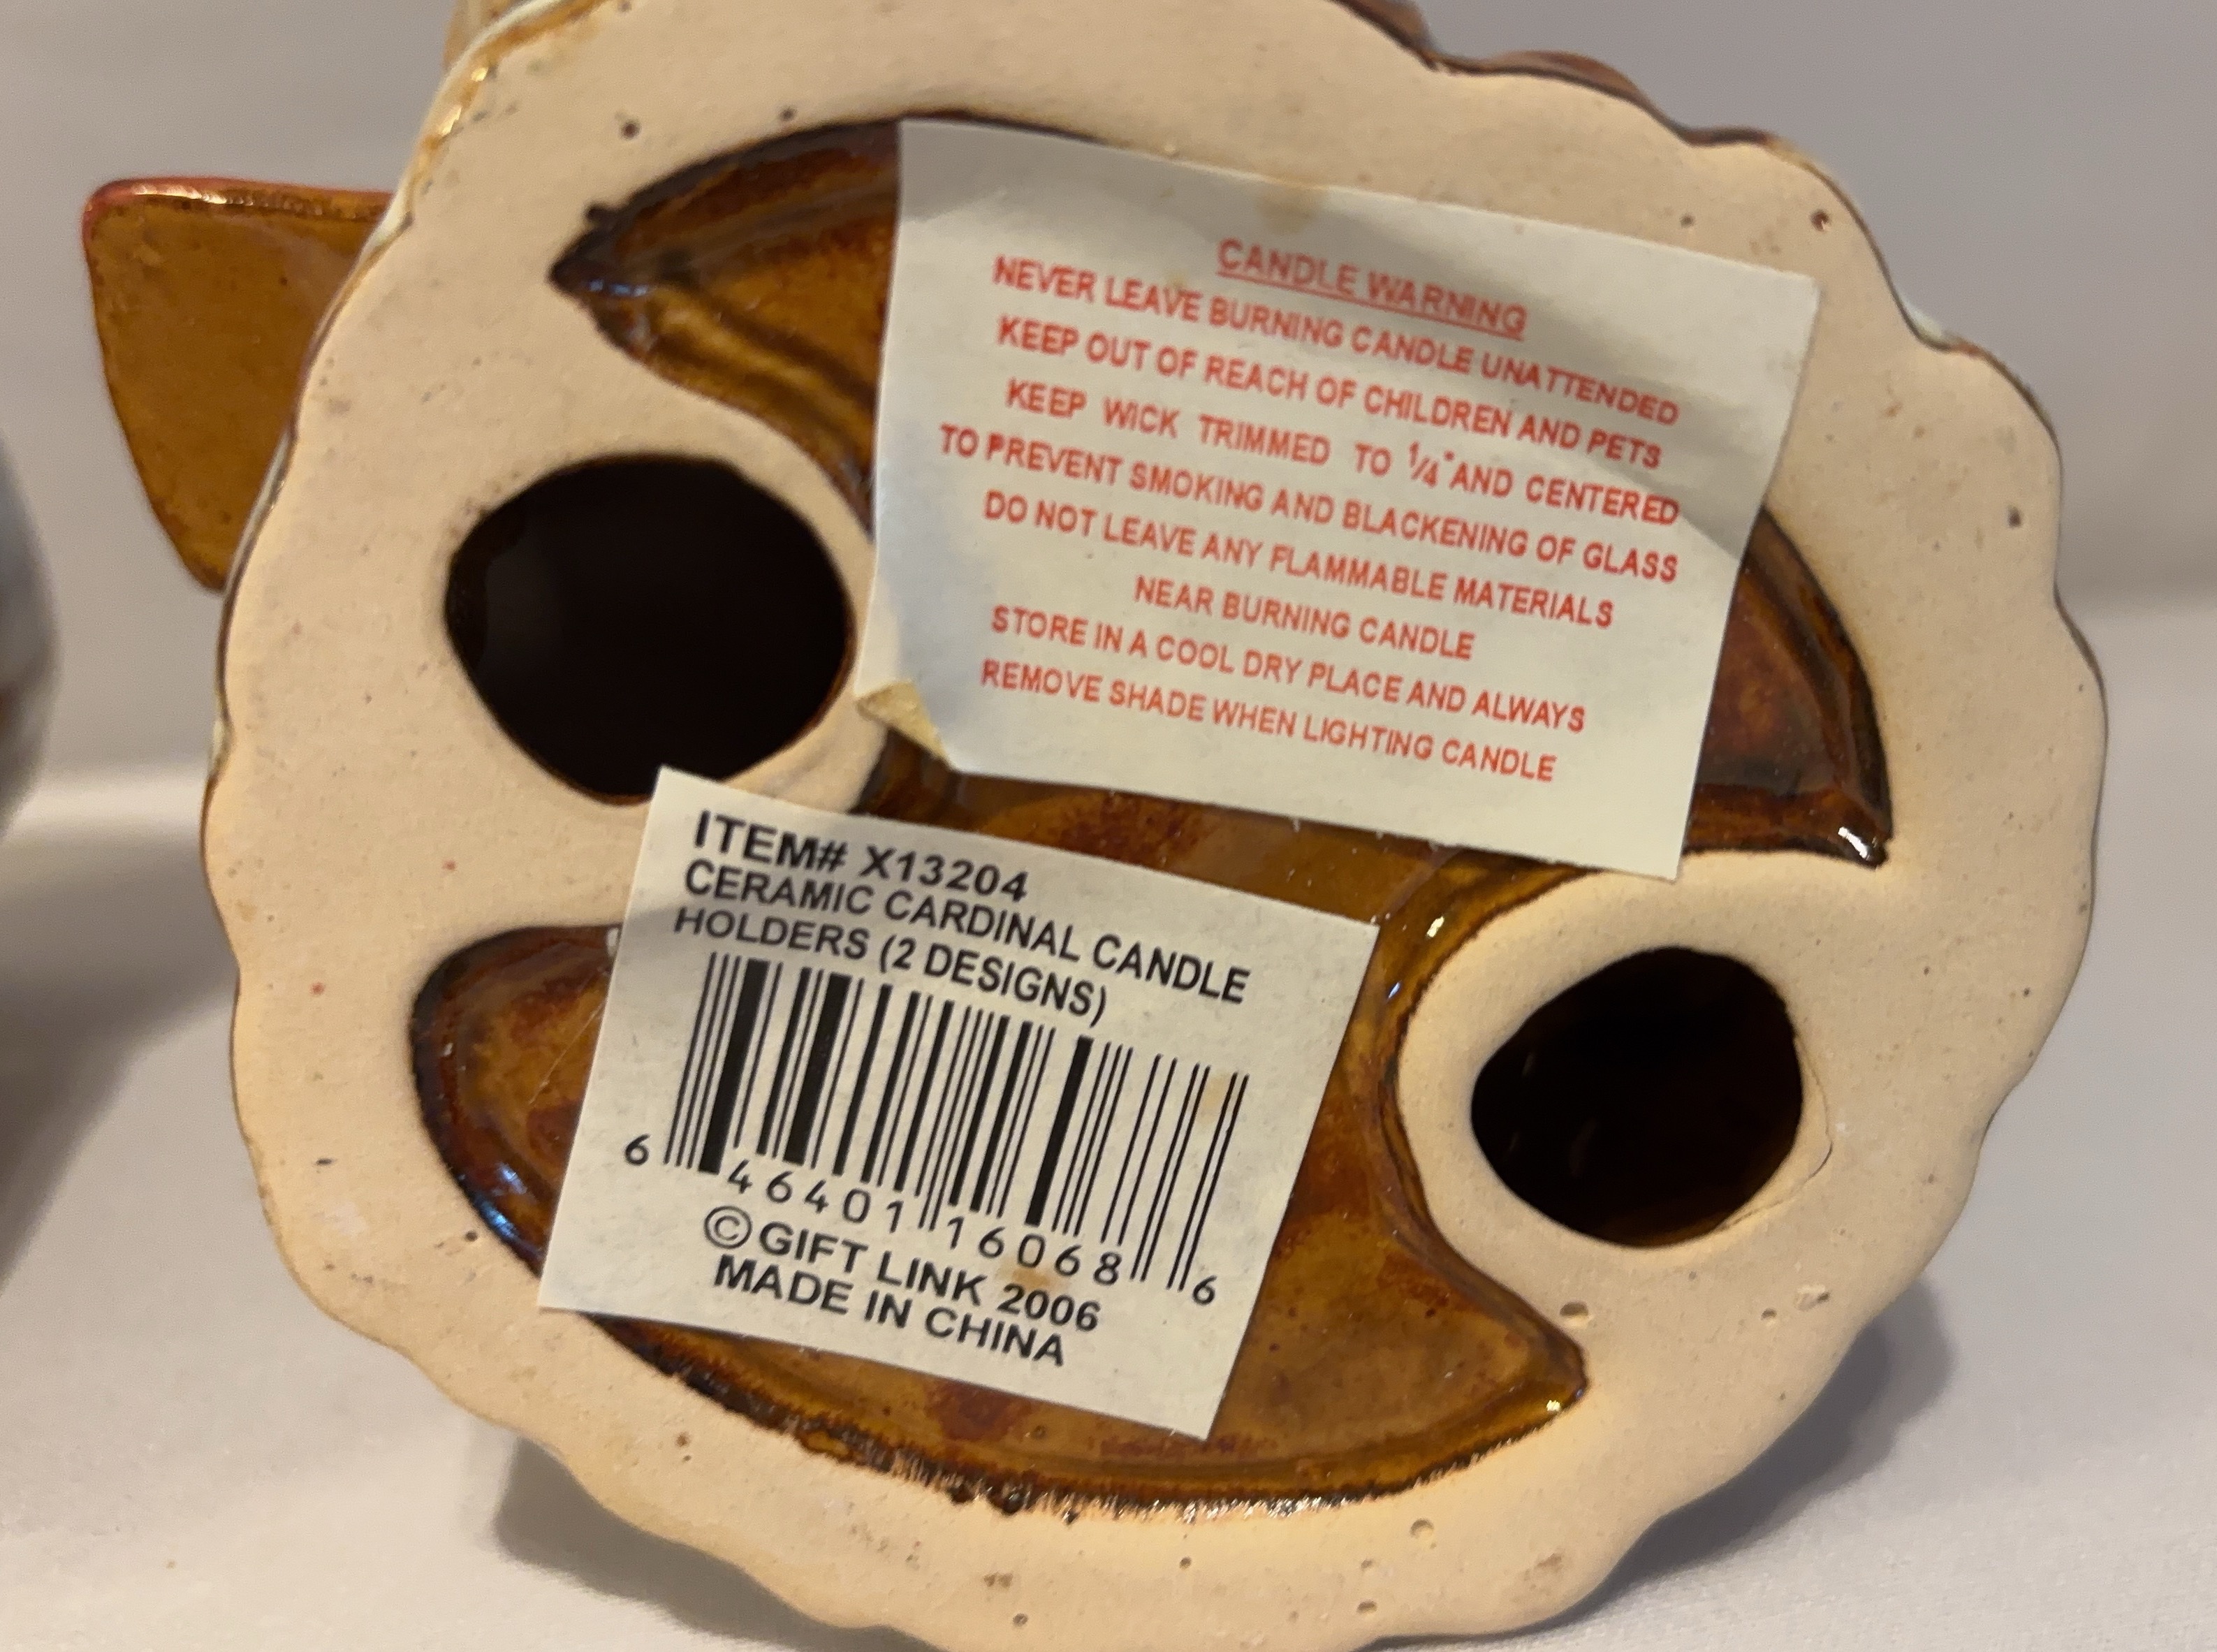 CANDLE WARNING
NEVER LEAVE BURNING CANDLE UNATTENDED
KEEP OUT OF REACH OF CHILDREN AND PETS
KEEP WICK TRIMMED TO 1/4" AND CENTERED
TO PREVENT SMOKING AND BLACKENING OF GLASS
DO NOT LEAVE ANY FLAMMABLE MATERIALS
NEAR BURNING CANDLE
STORE IN A COOL DRY PLACE AND ALWAYS
REMOVE SHADE WHEN LIGHTING CANDLE
ITEM# X13204
CERAMIC CARDINAL CANDLE
HOLDERS (2 DESIGNS)
6 46401 16068 6
©GIFT LINK 2006
MADE IN CHINA